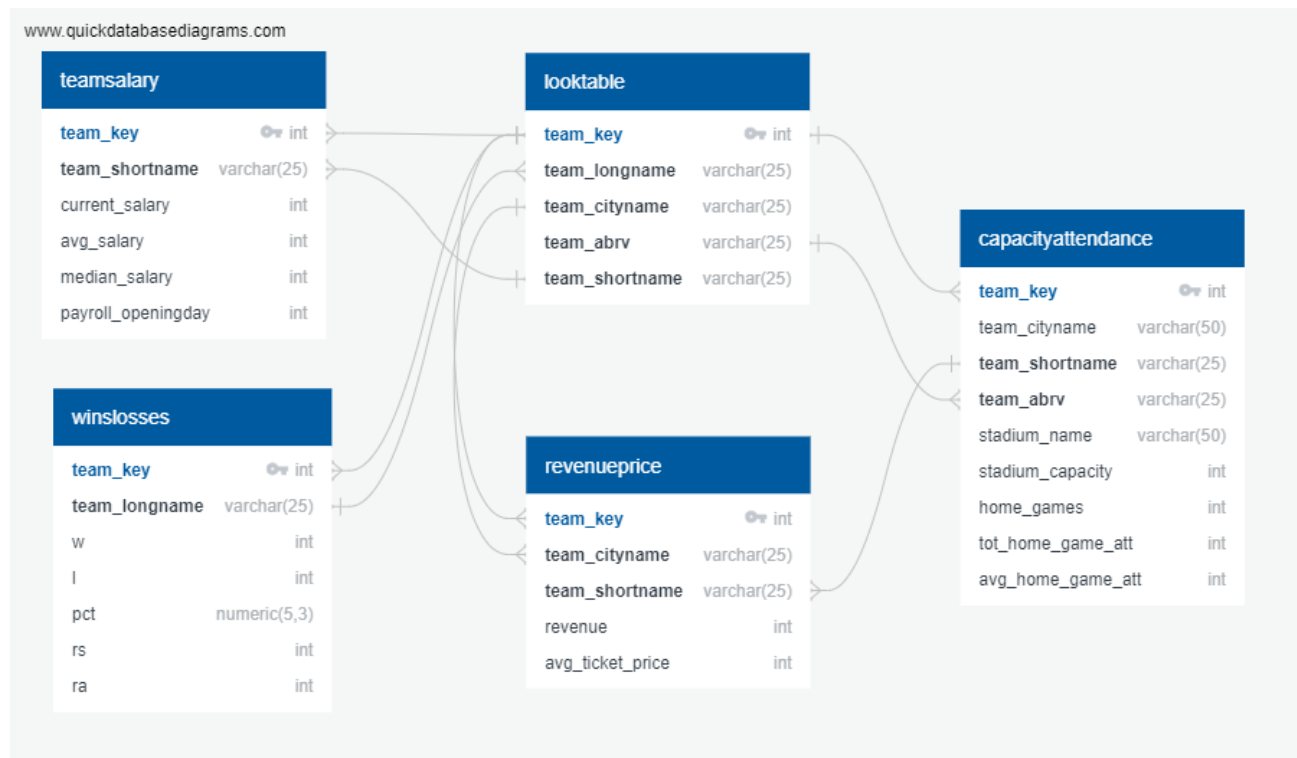 www.quickdatabasediagrams.com
teamsalary
team_key int
team_shortname varchar(25)
current_salary int
avg_salary int
median_salary int
payroll_openingday int
looktable
team_key int
team_longname varchar(25)
team_cityname varchar(25)
team_abrv varchar(25)
team_shortname varchar(25)
capacityattendance
team_key int
team_cityname varchar(50)
team_shortname varchar(25)
team_abrv varchar(25)
stadium_name varchar(50)
stadium_capacity int
home_games int
tot_home_game_att int
avg_home_game_att int
winslosses
team_key int
team_longname varchar(25)
w int
l int
pct numeric(5,3)
rs int
ra int
revenueprice
team_key int
team_cityname varchar(25)
team_shortname varchar(25)
revenue int
avg_ticket_price int